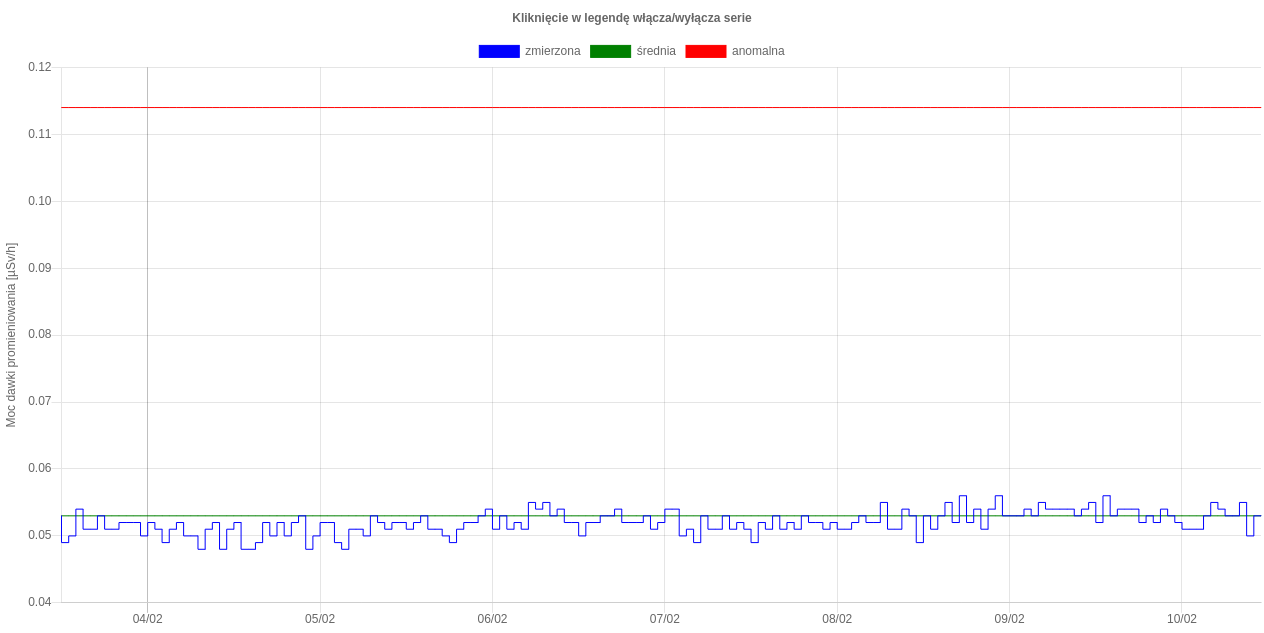 Kliknięcie w legendę włącza/wyłącza serie
zmierzona średnia anomalna
Moc dawki promieniowania [µSv/h]
0.12
0.11
0.10
0.09
0.08
0.07
0.06
0.05
0.04
04/02 05/02 06/02 07/02 08/02 09/02 10/02